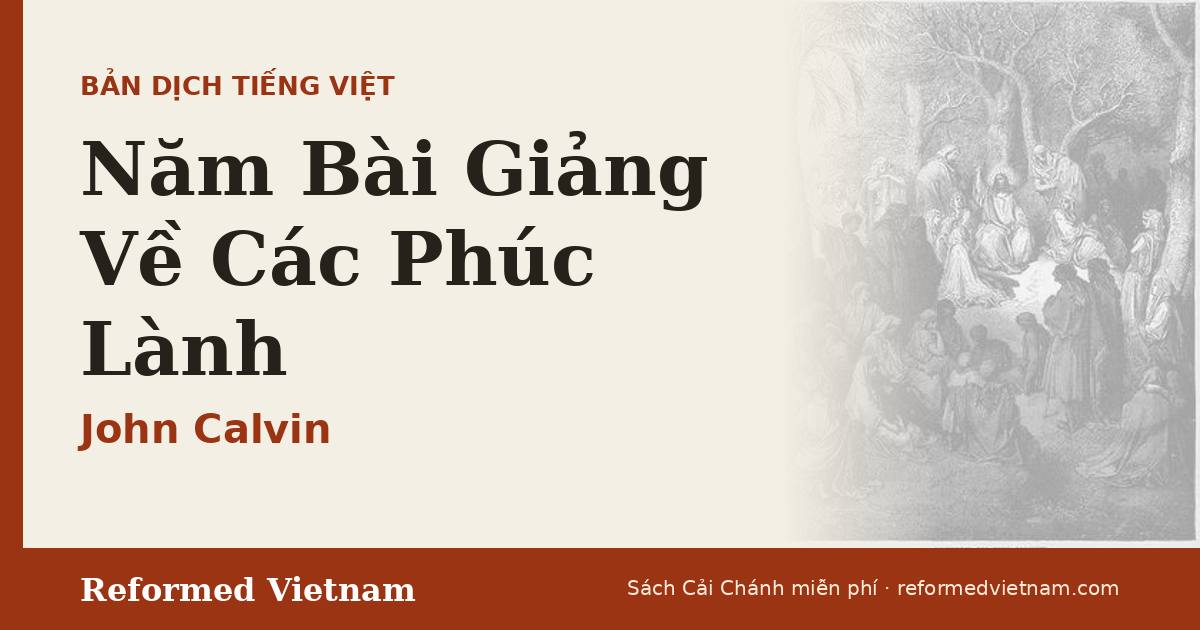 BẢN DỊCH TIẾNG VIỆT
Năm Bài Giảng
Về Các Phúc
Lành
John Calvin
Reformed Vietnam
Sách Cải Chánh miễn phí · reformedvietnam.com